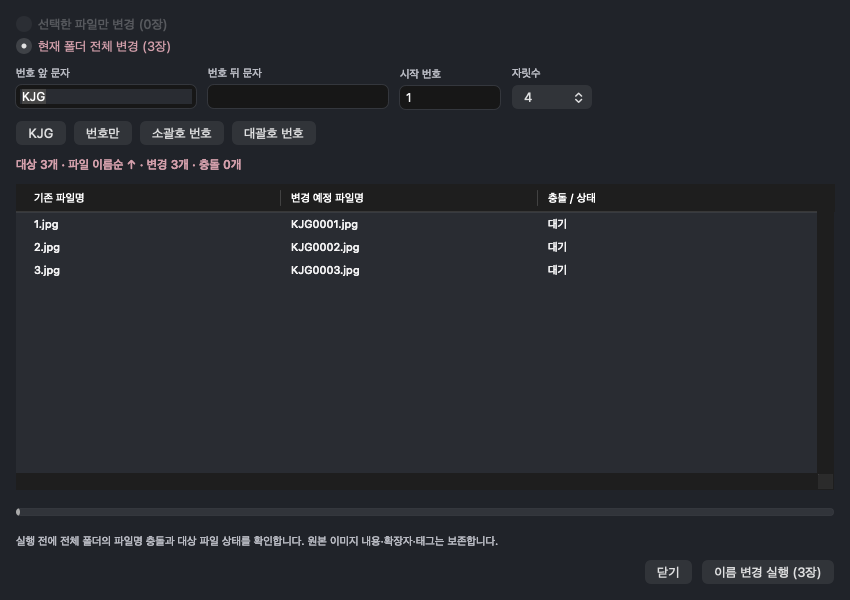 선택한 파일만 변경 (0장)
현재 폴더 전체 변경 (3장)
번호 앞 문자 번호 뒤 문자 시작 번호 자릿수
KJG 1 4
KJG 번호만 소괄호 번호 대괄호 번호
대상 3개 · 파일 이름순 ↑ · 변경 3개 · 충돌 0개
기존 파일명 변경 예정 파일명 충돌 / 상태
1.jpg KJG0001.jpg 대기
2.jpg KJG0002.jpg 대기
3.jpg KJG0003.jpg 대기
실행 전에 전체 폴더의 파일명 충돌과 대상 파일 상태를 확인합니다. 원본 이미지 내용·확장자·태그는 보존합니다.
닫기 이름 변경 실행 (3장)